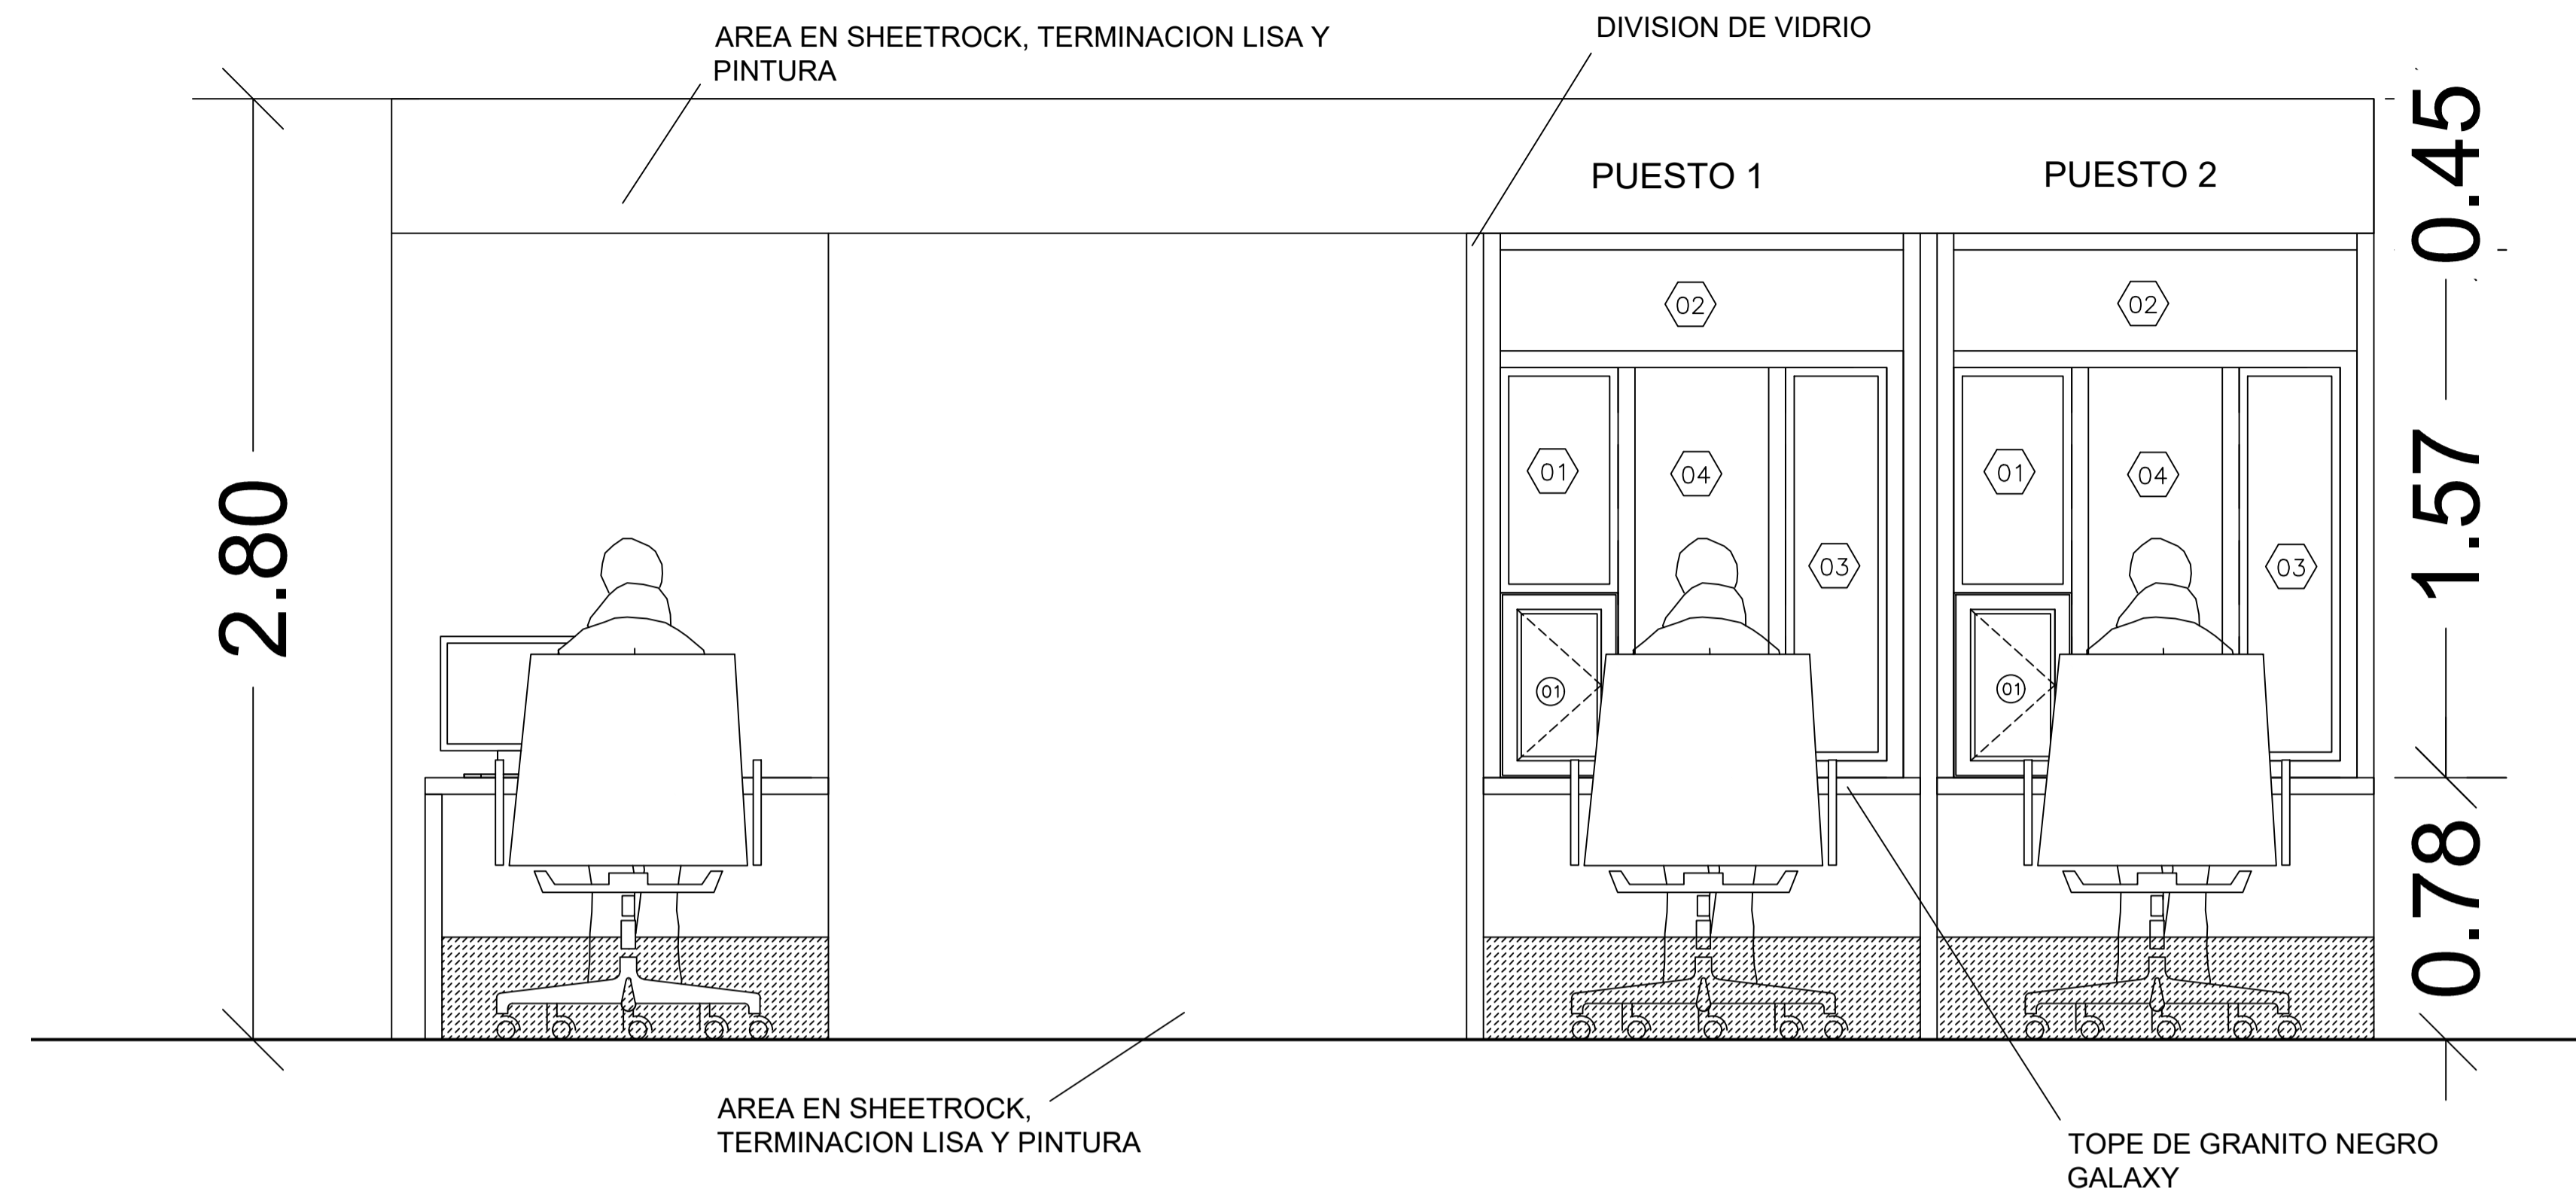 AREA EN SHEETROCK, TERMINACION LISA Y
PINTURA
DIVISION DE VIDRIO
PUESTO 1
PUESTO 2
0.45
02
02
01
04
03
01
04
03
2.80
1.57
01
01
0.78
AREA EN SHEETROCK,
TERMINACION LISA Y PINTURA
TOPE DE GRANITO NEGRO
GALAXY